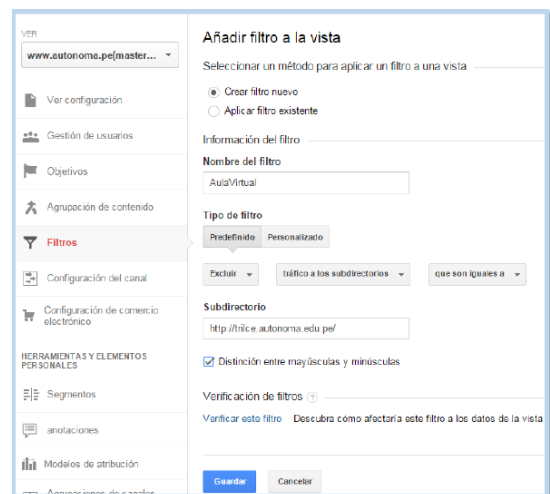 VER
www.autonoma.pe[master...
Ver configuración
Gestión de usuarios
Objetivos
Agrupación de contenido
Filtros
Configuración del canal
Configuración de comercio
electrónico
HERRAMIENTAS Y ELEMENTOS
PERSONALES
Segmentos
anotaciones
Modelos de atribución
Agrupaciones de canales
Añadir filtro a la vista
Seleccionar un método para aplicar un filtro a una vista
Crear filtro nuevo
Aplicar filtro existente
Información del filtro
Nombre del filtro
AulaVirtual
Tipo de filtro
Predefinido Personalizado
Excluir tráfico a los subdirectorios que son iguales a
Subdirectorio
http://trilce.autonoma.edu.pe/
Distinción entre mayúsculas y minúsculas
Verificación de filtros ?
Verificar este filtro Descubra cómo afectaría este filtro a los datos de la vista
Guardar Cancelar